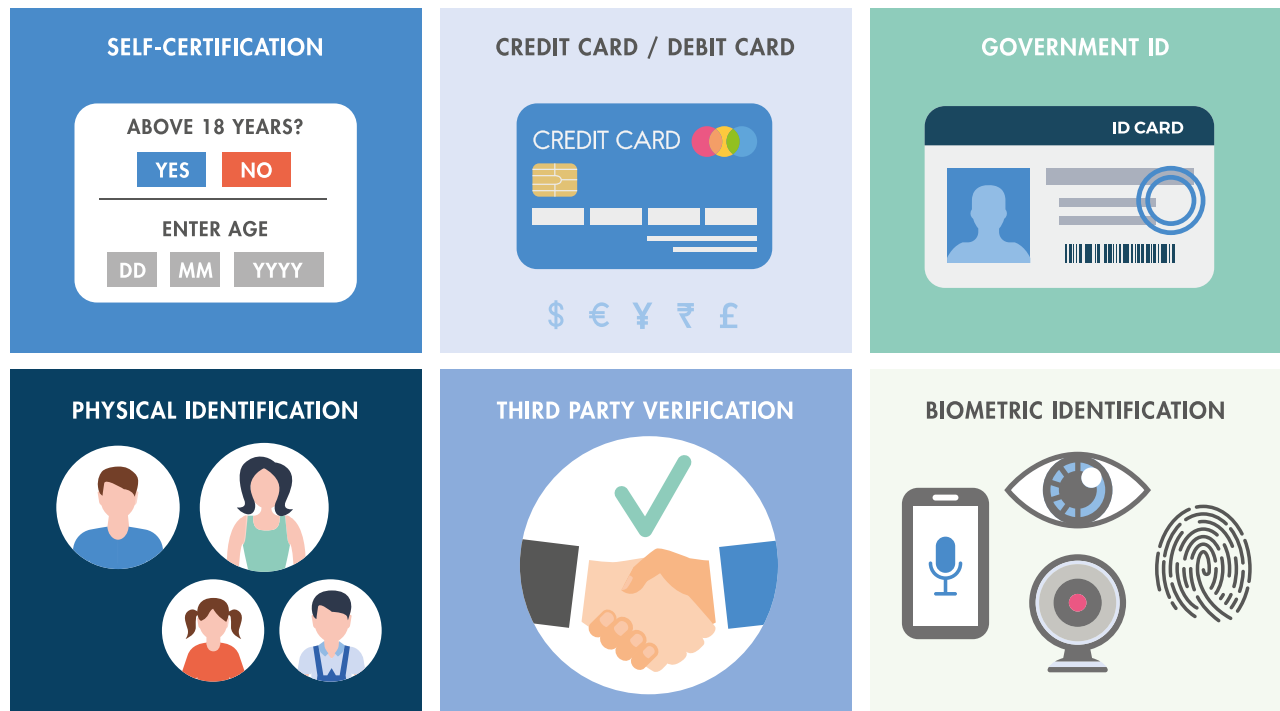 SELF-CERTIFICATION
ABOVE 18 YEARS?
YES NO
ENTER AGE
DD MM YYYY
CREDIT CARD / DEBIT CARD
CREDIT CARD
$ € ¥ ₹ £
GOVERNMENT ID
ID CARD
PHYSICAL IDENTIFICATION
THIRD PARTY VERIFICATION
BIOMETRIC IDENTIFICATION